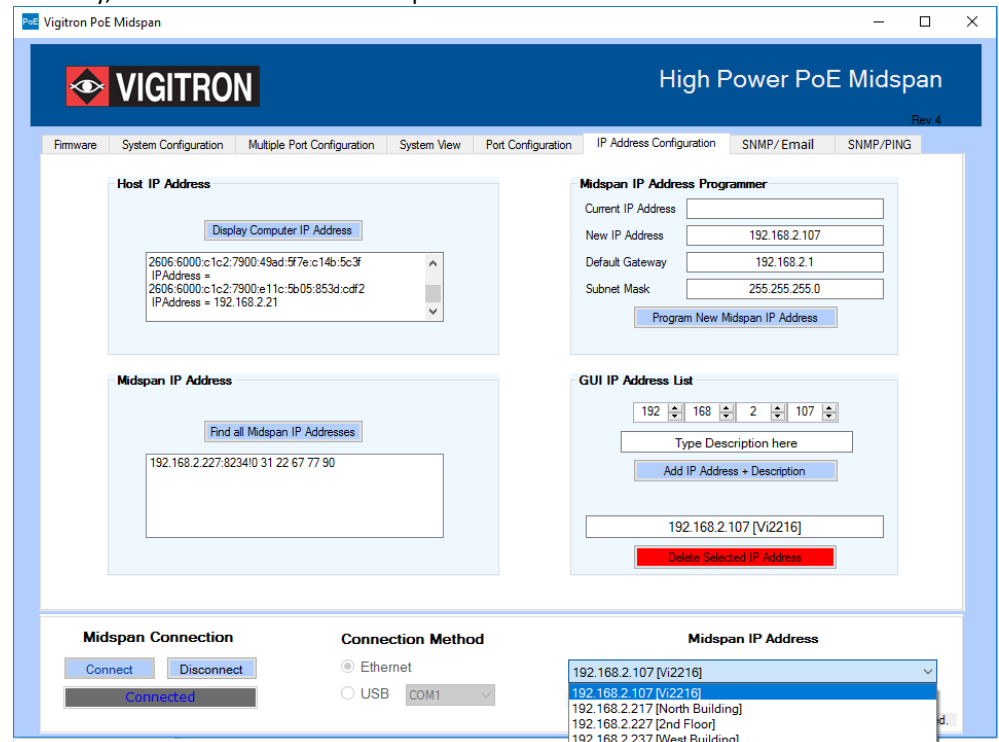 PoE Vigitron PoE Midspan
VIGITRON
High Power PoE Midspan
Rev 4
Firmware System Configuration Multiple Port Configuration System View Port Configuration IP Address Configuration SNMP/Email SNMP/PING
Host IP Address
Display Computer IP Address
2606:6000:c1c2:7900:49ad:5f7e:c14b:5c3f
IPAddress =
2606:6000:c1c2:7900:e11c:5b05:853d:cdf2
IPAddress = 192.168.2.21
Midspan IP Address Programmer
Current IP Address
New IP Address 192.168.2.107
Default Gateway 192.168.2.1
Subnet Mask 255.255.255.0
Program New Midspan IP Address
Midspan IP Address
Find all Midspan IP Addresses
192.168.2.227:8234!0 31 22 67 77 90
GUI IP Address List
192 168 2 107
Type Description here
Add IP Address + Description
192.168.2.107 [Vi2216]
Delete Selected IP Address
Midspan Connection
Connect Disconnect
Connected
Connection Method
Ethernet
USB COM1
Midspan IP Address
192.168.2.107 [Vi2216]
192.168.2.107 [Vi2216]
192.168.2.217 [North Building]
192.168.2.227 [2nd Floor]
192.168.2.237 [West Building]
ed.